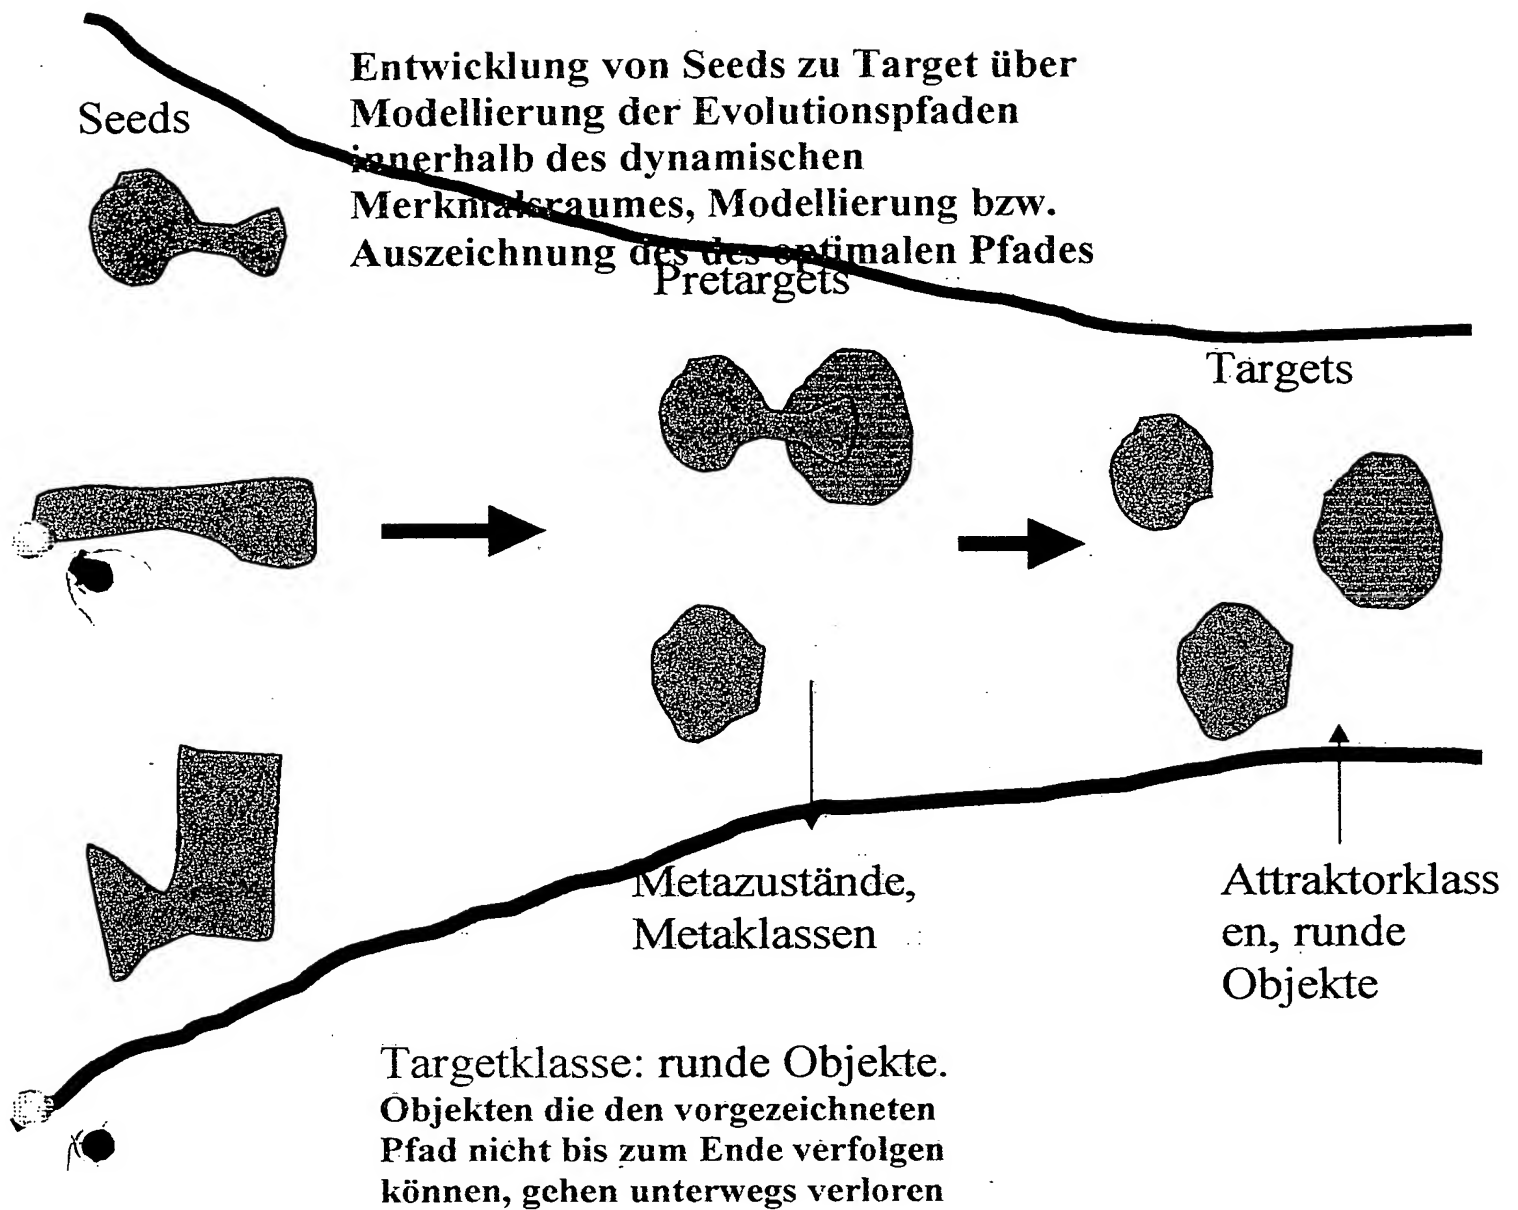 Entwicklung von Seeds zu Target über
Modellierung der Evolutionspfaden
innerhalb des dynamischen
Merkmalsraumes, Modellierung bzw.
Auszeichnung des des optimalen Pfades
Seeds
Pretargets
Targets
Metazustände,
Metaklassen
Attraktorklass
en, runde
Objekte
Targetklasse: runde Objekte.
Objekten die den vorgezeichneten
Pfad nicht bis zum Ende verfolgen
können, gehen unterwegs verloren